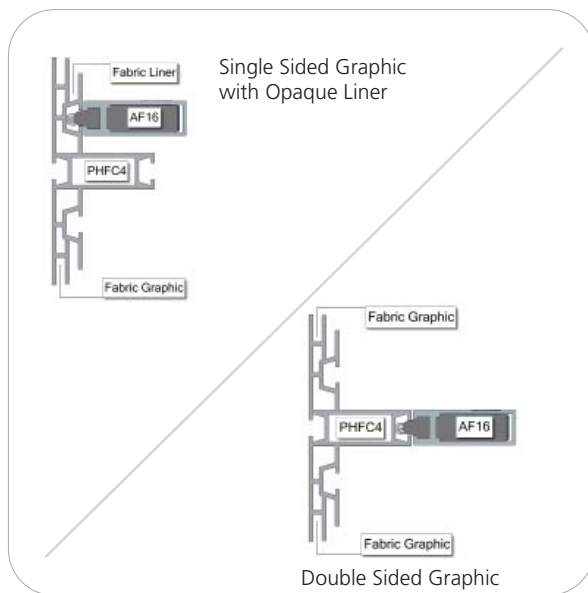 Fabric Liner
Single Sided Graphic
with Opaque Liner
AF16
PHFC4
Fabric Graphic
Fabric Graphic
PHFC4
AF16
Fabric Graphic
Double Sided Graphic